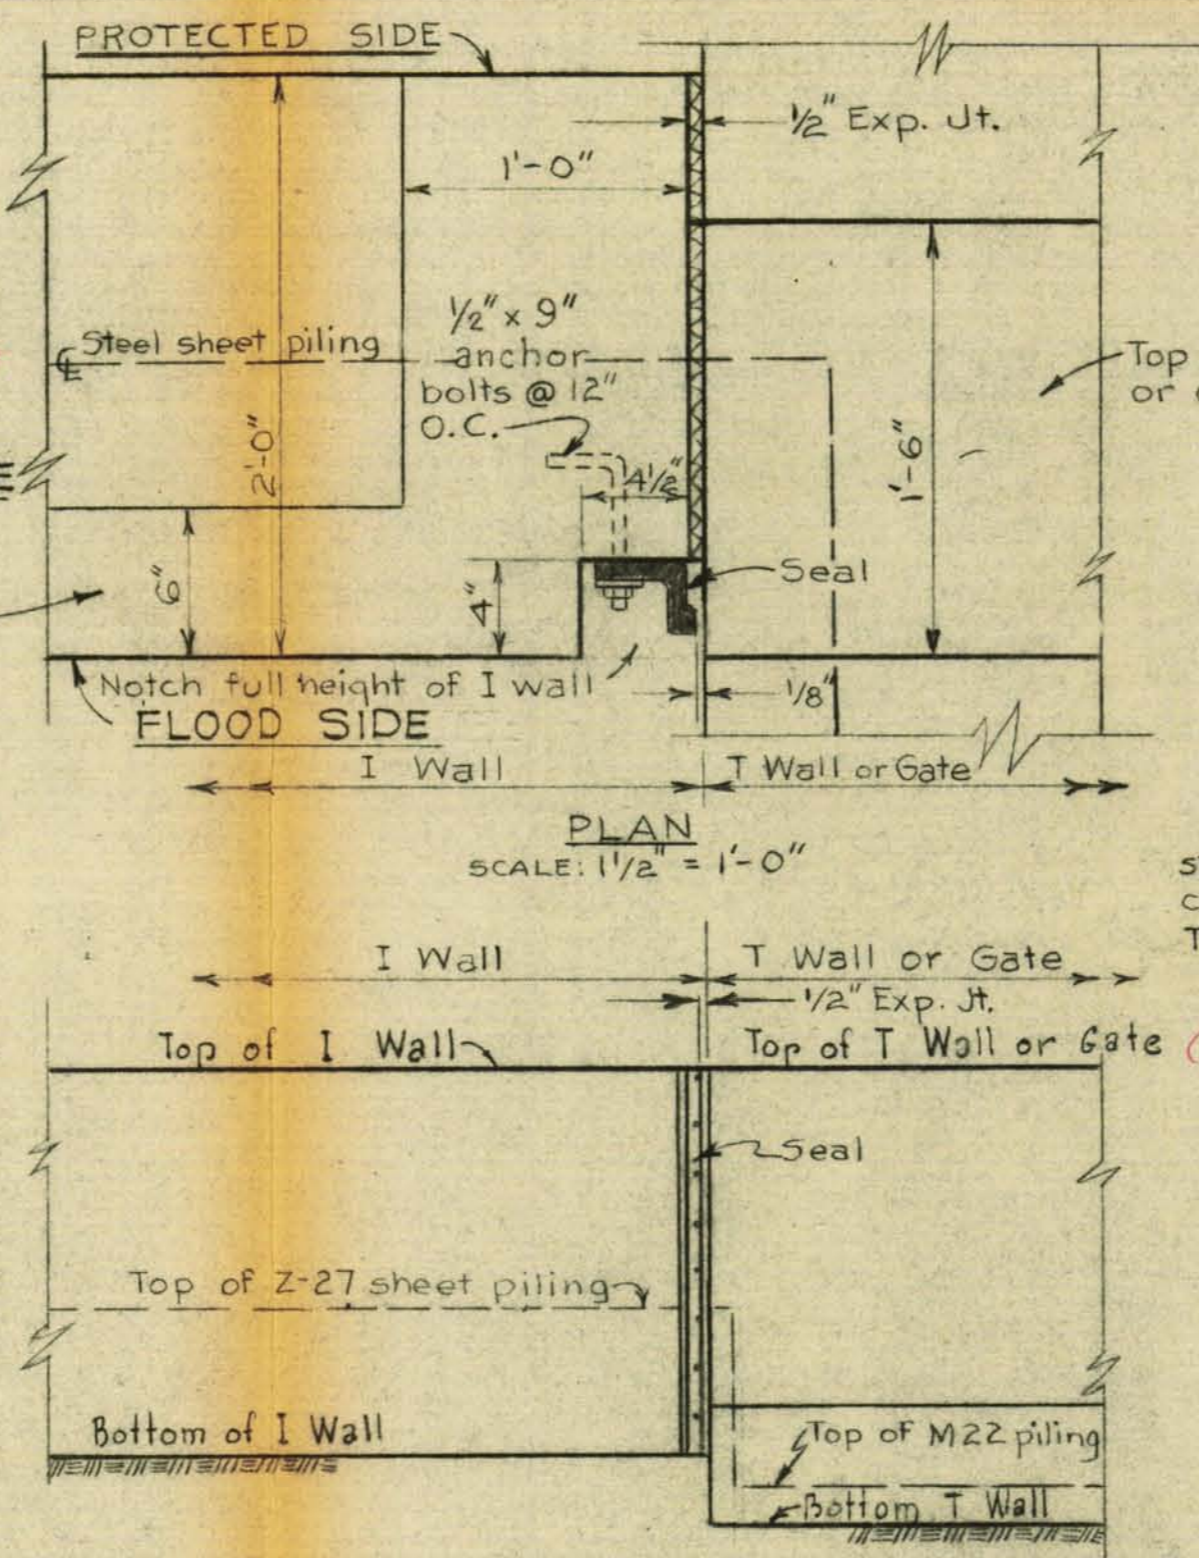 PROTECTED SIDE
1/2" Exp. Jt.
1'-0"
1/2" x 9"
anchor
bolts @ 12"
O.C.
℄ Steel sheet piling
Top
or
2'-0"
1'-6"
4 1/2"
6"
4"
Seal
Notch full height of I wall
1/8"
FLOOD SIDE
I Wall
T Wall or Gate
PLAN
SCALE: 1 1/2" = 1'-0"
I Wall
T Wall or Gate
1/2" Exp. Jt.
Top of I Wall
Top of T Wall or Gate
Seal
Top of Z-27 sheet piling
Bottom of I Wall
Top of M22 piling
Bottom T Wall